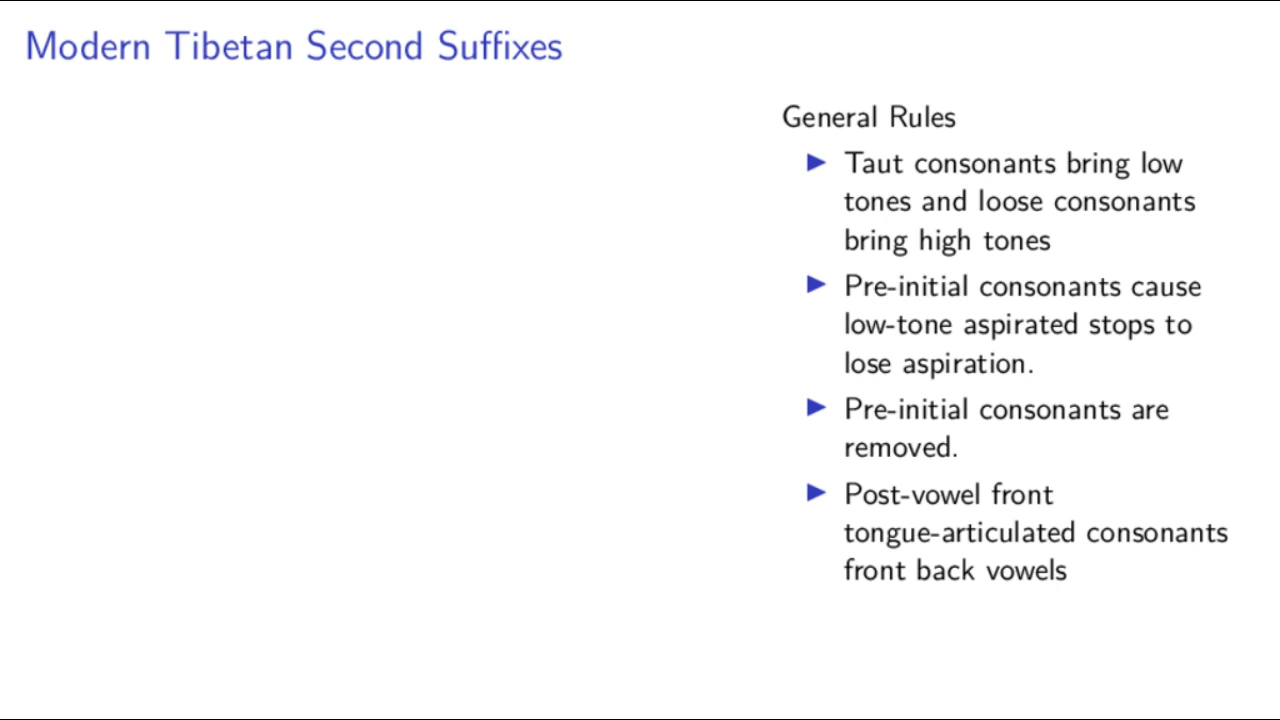 Modern Tibetan Second Suffixes
General Rules
▶ Taut consonants bring low
tones and loose consonants
bring high tones
▶ Pre-initial consonants cause
low-tone aspirated stops to
lose aspiration.
▶ Pre-initial consonants are
removed.
▶ Post-vowel front
tongue-articulated consonants
front back vowels